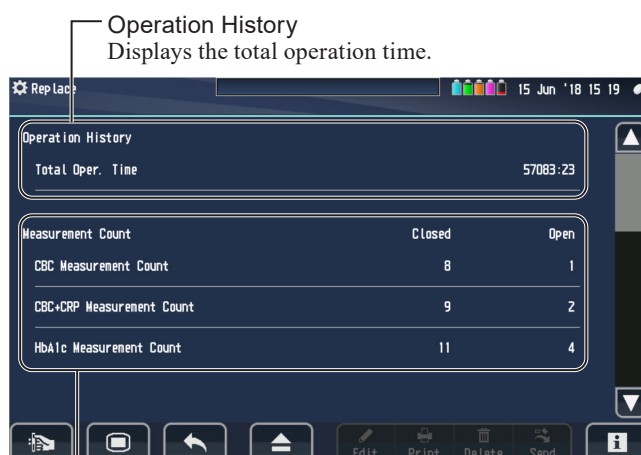 Operation History
Displays the total operation time.
Replace
15 Jun '18 15 19
Operation History
Total Oper. Time 57083:23
Measurement Count Closed Open
CBC Measurement Count 8 1
CBC+CRP Measurement Count 9 2
HbA1c Measurement Count 11 4
Edit Print Delete Send